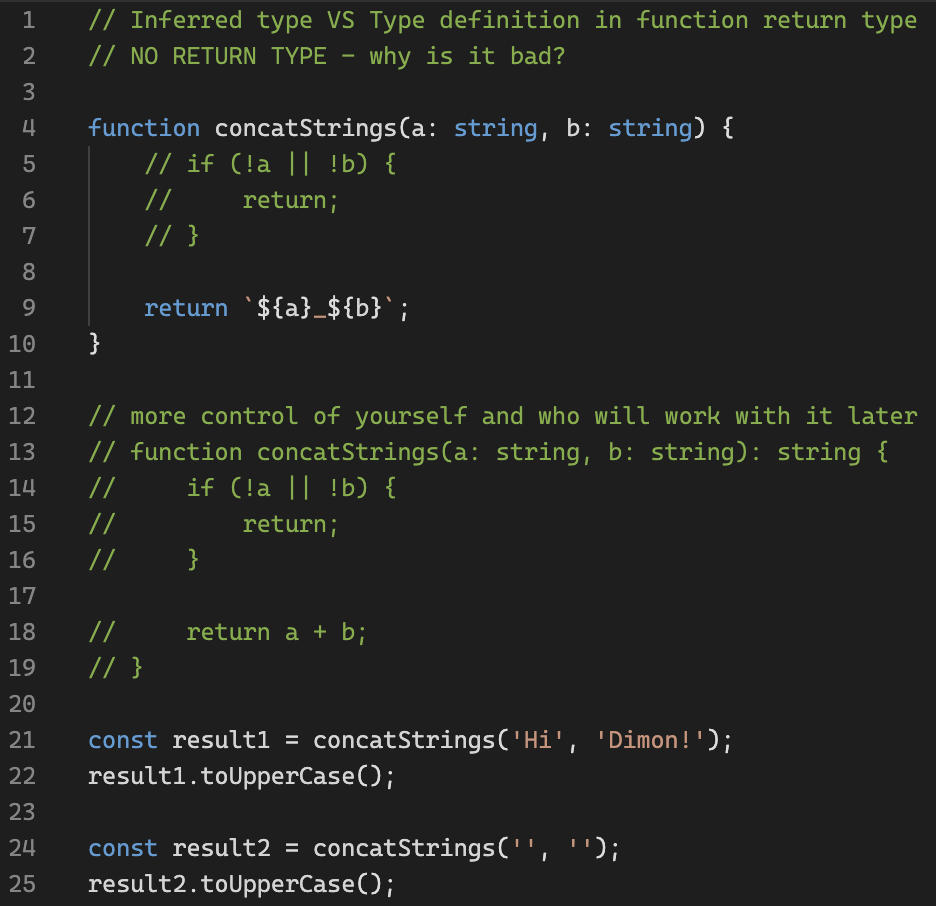 1 // Inferred type VS Type definition in function return type
2 // NO RETURN TYPE – why is it bad?
3
4 function concatStrings(a: string, b: string) {
5     // if (!a || !b) {
6     //     return;
7     // }
8
9     return `${a}_${b}`;
10 }
11
12 // more control of yourself and who will work with it later
13 // function concatStrings(a: string, b: string): string {
14 //     if (!a || !b) {
15 //         return;
16 //     }
17
18 //     return a + b;
19 // }
20
21 const result1 = concatStrings('Hi', 'Dimon!');
22 result1.toUpperCase();
23
24 const result2 = concatStrings('', '');
25 result2.toUpperCase();